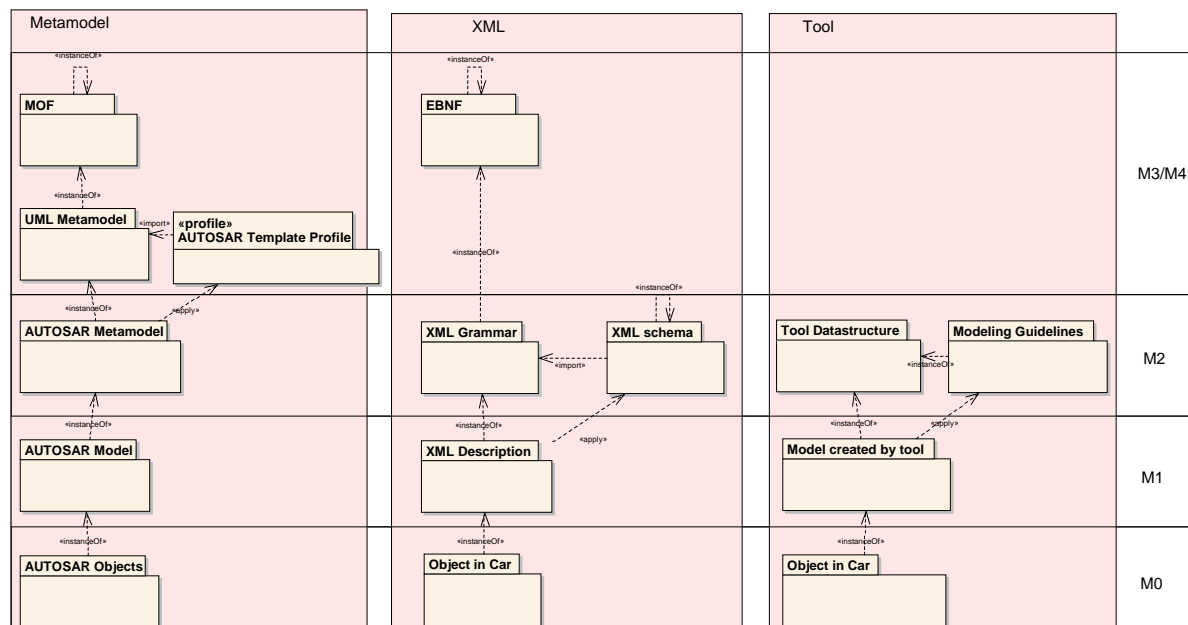 Metamodel
XML
Tool
«instanceOf»
«instanceOf»
MOF
EBNF
M3/M4
«instanceOf»
UML Metamodel
«import»
«profile»
AUTOSAR Template Profile
«instanceOf»
«instanceOf»
«instanceOf»
«apply»
AUTOSAR Metamodel
XML Grammar
XML schema
Tool Datastructure
Modeling Guidelines
«import»
«instanceOf»
M2
«instanceOf»
«instanceOf»
«apply»
«instanceOf»
«apply»
AUTOSAR Model
XML Description
Model created by tool
M1
«instanceOf»
«instanceOf»
«instanceOf»
AUTOSAR Objects
Object in Car
Object in Car
M0